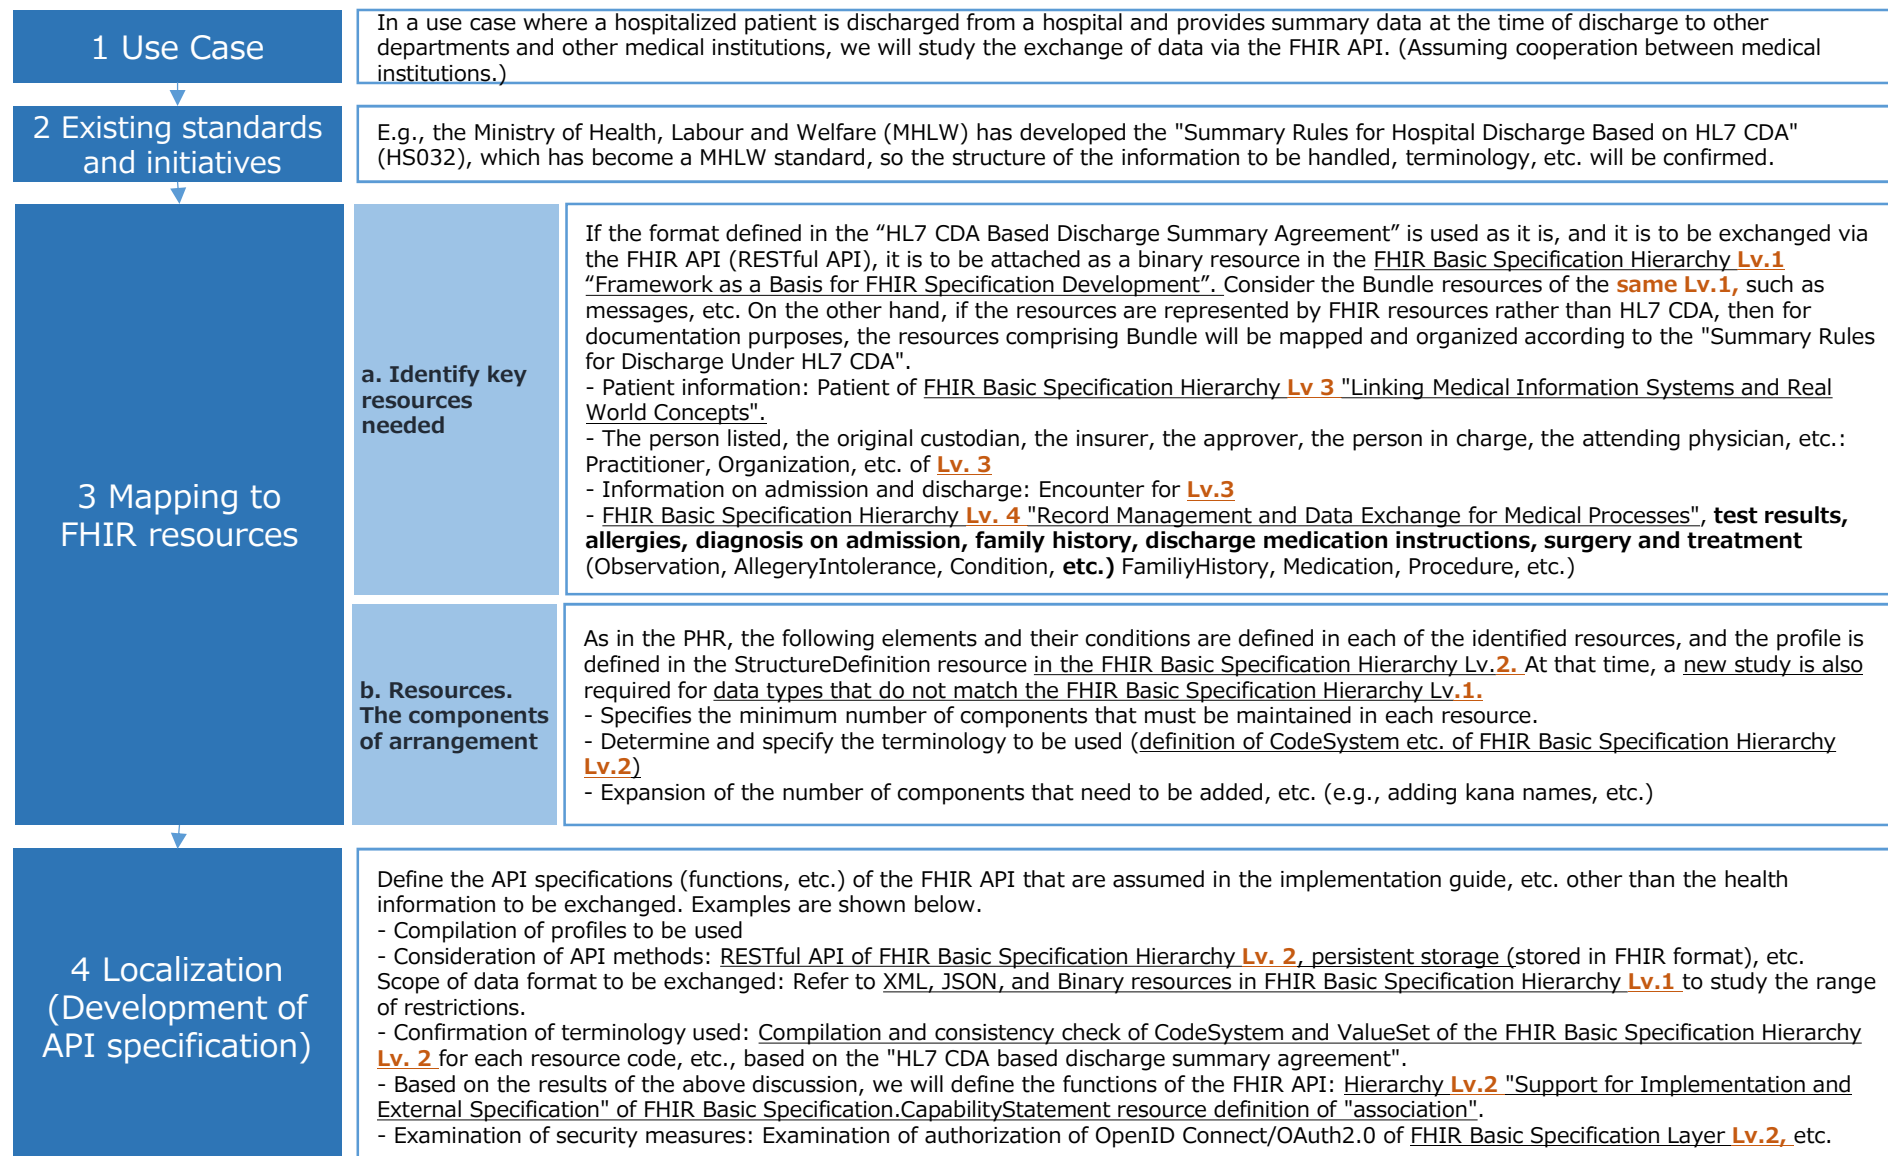 1 Use Case
In a use case where a hospitalized patient is discharged from a hospital and provides summary data at the time of discharge to other
departments and other medical institutions, we will study the exchange of data via the FHIR API. (Assuming cooperation between medical
institutions.)
2 Existing standards
and initiatives
E.g., the Ministry of Health, Labour and Welfare (MHLW) has developed the "Summary Rules for Hospital Discharge Based on HL7 CDA"
(HS032), which has become a MHLW standard, so the structure of the information to be handled, terminology, etc. will be confirmed.
3 Mapping to
FHIR resources
a. Identify key
resources
needed
If the format defined in the “HL7 CDA Based Discharge Summary Agreement” is used as it is, and it is to be exchanged via
the FHIR API (RESTful API), it is to be attached as a binary resource in the FHIR Basic Specification Hierarchy Lv.1
“Framework as a Basis for FHIR Specification Development”. Consider the Bundle resources of the same Lv.1, such as
messages, etc. On the other hand, if the resources are represented by FHIR resources rather than HL7 CDA, then for
documentation purposes, the resources comprising Bundle will be mapped and organized according to the "Summary Rules
for Discharge Under HL7 CDA".
- Patient information: Patient of FHIR Basic Specification Hierarchy Lv 3 "Linking Medical Information Systems and Real
World Concepts".
- The person listed, the original custodian, the insurer, the approver, the person in charge, the attending physician, etc.:
Practitioner, Organization, etc. of Lv. 3
- Information on admission and discharge: Encounter for Lv.3
- FHIR Basic Specification Hierarchy Lv. 4 "Record Management and Data Exchange for Medical Processes", test results,
allergies, diagnosis on admission, family history, discharge medication instructions, surgery and treatment
(Observation, AllegeryIntolerance, Condition, etc.) FamiliyHistory, Medication, Procedure, etc.)
b. Resources.
The components
of arrangement
As in the PHR, the following elements and their conditions are defined in each of the identified resources, and the profile is
defined in the StructureDefinition resource in the FHIR Basic Specification Hierarchy Lv.2. At that time, a new study is also
required for data types that do not match the FHIR Basic Specification Hierarchy Lv.1.
- Specifies the minimum number of components that must be maintained in each resource.
- Determine and specify the terminology to be used (definition of CodeSystem etc. of FHIR Basic Specification Hierarchy
Lv.2)
- Expansion of the number of components that need to be added, etc. (e.g., adding kana names, etc.)
4 Localization
(Development of
API specification)
Define the API specifications (functions, etc.) of the FHIR API that are assumed in the implementation guide, etc. other than the health
information to be exchanged. Examples are shown below.
- Compilation of profiles to be used
- Consideration of API methods: RESTful API of FHIR Basic Specification Hierarchy Lv. 2, persistent storage (stored in FHIR format), etc.
Scope of data format to be exchanged: Refer to XML, JSON, and Binary resources in FHIR Basic Specification Hierarchy Lv.1 to study the range
of restrictions.
- Confirmation of terminology used: Compilation and consistency check of CodeSystem and ValueSet of the FHIR Basic Specification Hierarchy
Lv. 2 for each resource code, etc., based on the "HL7 CDA based discharge summary agreement".
- Based on the results of the above discussion, we will define the functions of the FHIR API: Hierarchy Lv.2 "Support for Implementation and
External Specification" of FHIR Basic Specification.CapabilityStatement resource definition of "association".
- Examination of security measures: Examination of authorization of OpenID Connect/OAuth2.0 of FHIR Basic Specification Layer Lv.2, etc.